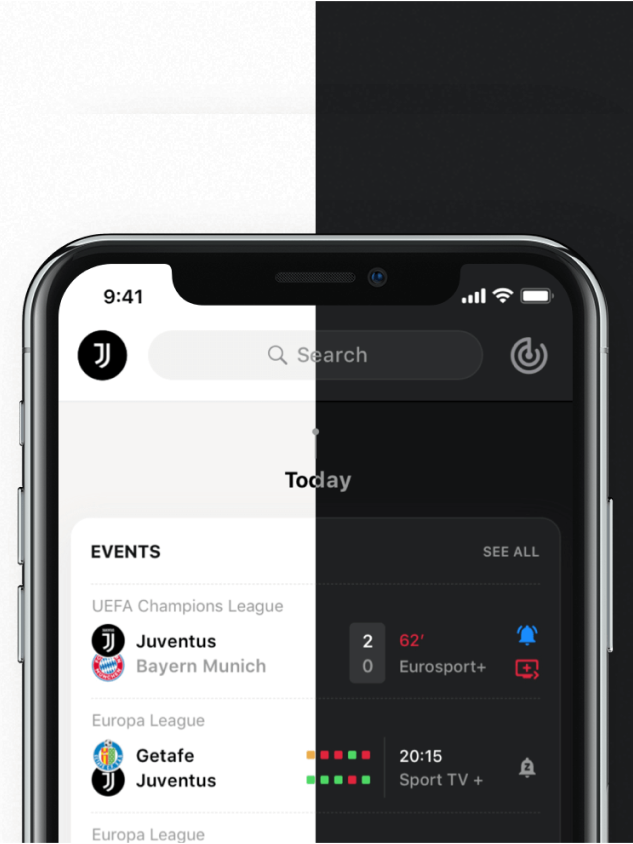 9:41
Search
Today
EVENTS SEE ALL
UEFA Champions League
Juventus 2 62’
Bayern Munich 0 Eurosport+
Europa League
Getafe 20:15
Juventus Sport TV +
Europa League